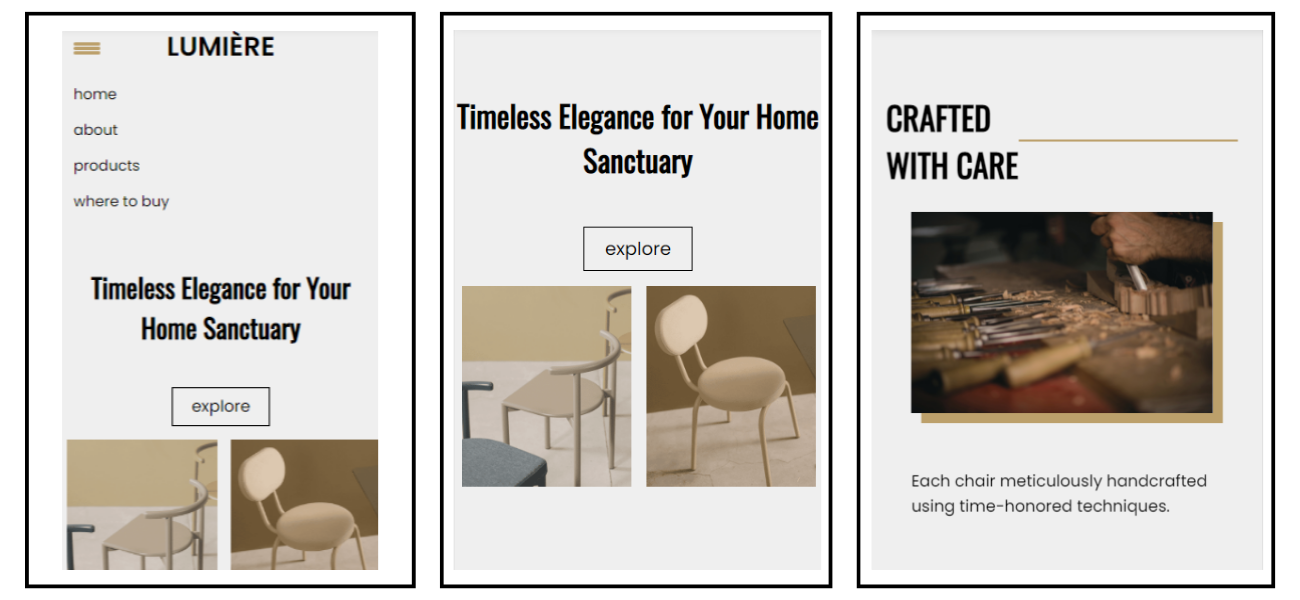 LUMIÈRE
home
about
products
where to buy
Timeless Elegance for Your
Home Sanctuary
explore
Timeless Elegance for Your Home
Sanctuary
explore
CRAFTED
WITH CARE
Each chair meticulously handcrafted
using time-honored techniques.